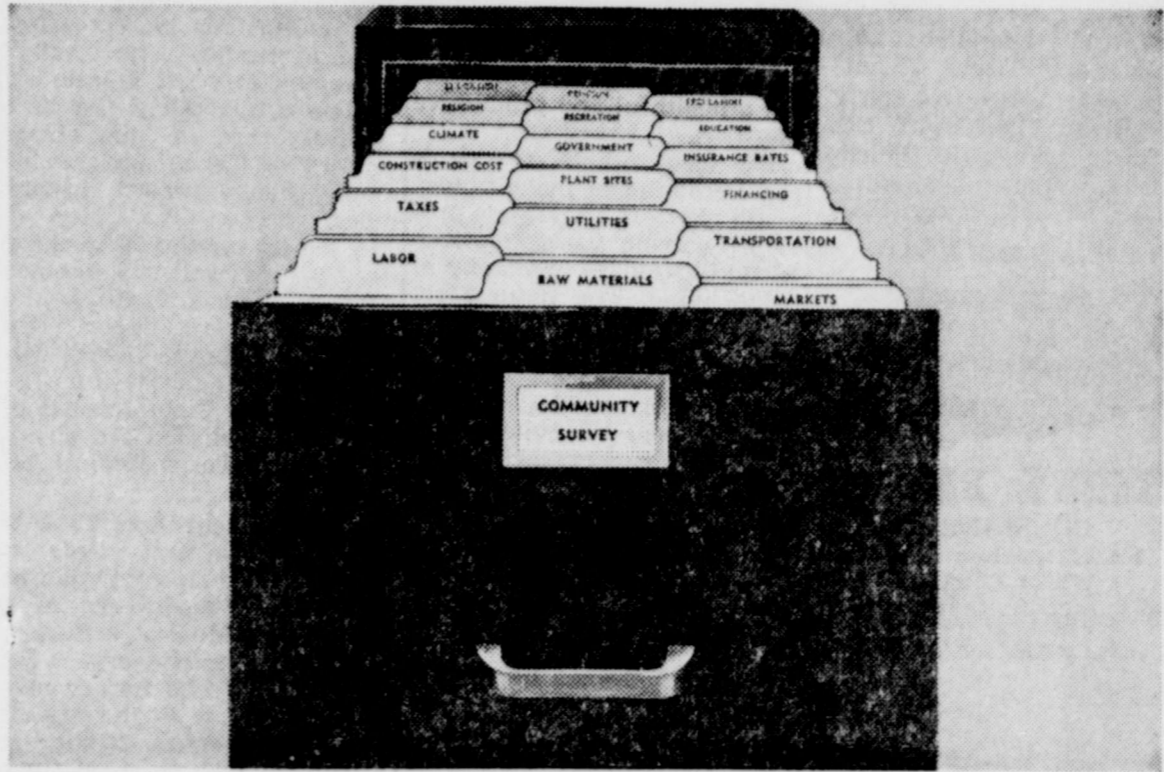 RELIGION
RECREATION
EDUCATION
CLIMATE
GOVERNMENT
INSURANCE RATES
CONSTRUCTION COST
PLANT SITES
FINANCING
TAXES
UTILITIES
TRANSPORTATION
LABOR
RAW MATERIALS
MARKETS
COMMUNITY
SURVEY